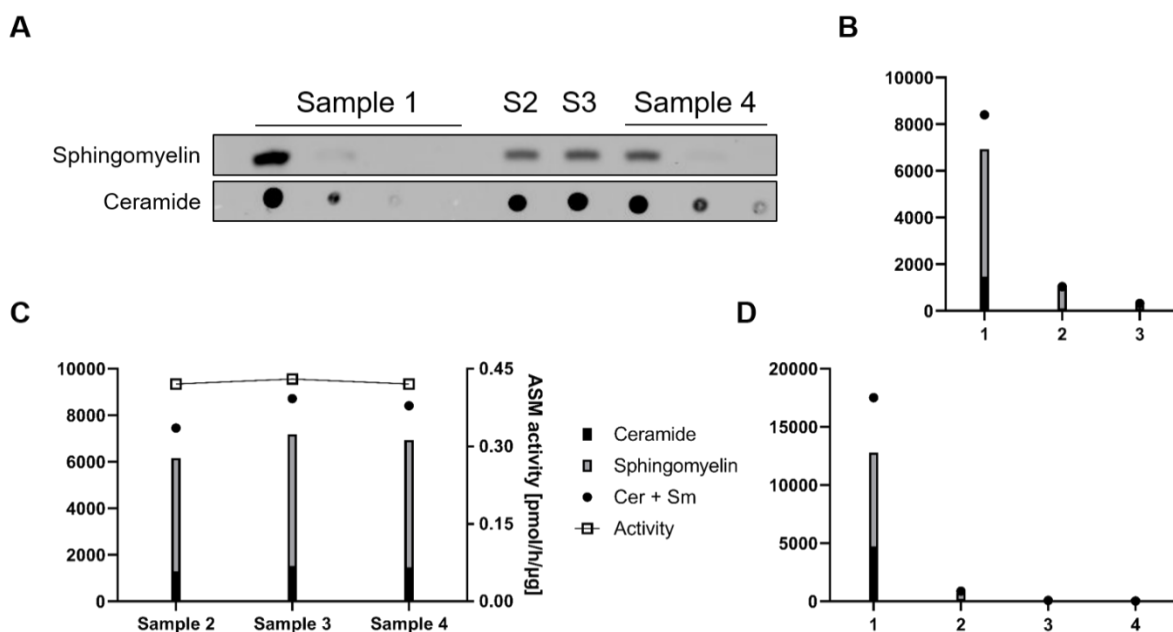 A
Sample 1 S2 S3 Sample 4
Sphingomyelin
Ceramide
B
10000
8000
6000
4000
2000
0
1 2 3
C
10000
8000
6000
4000
2000
0
Sample 2 Sample 3 Sample 4
0.45
0.30
0.15
0.00
ASM activity [pmol/h/µg]
Ceramide
Sphingomyelin
Cer + Sm
Activity
D
20000
15000
10000
5000
0
1 2 3 4